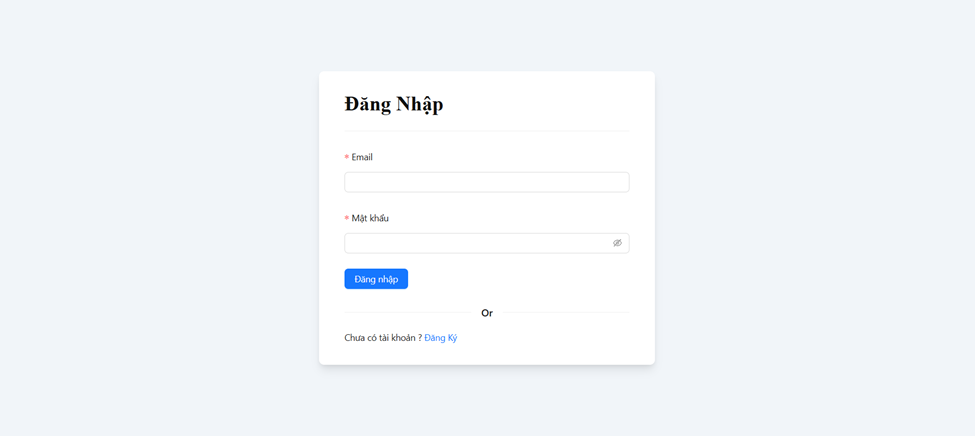 Đăng Nhập
* Email
* Mật khẩu
Đăng nhập
Or
Chưa có tài khoản ? Đăng Ký